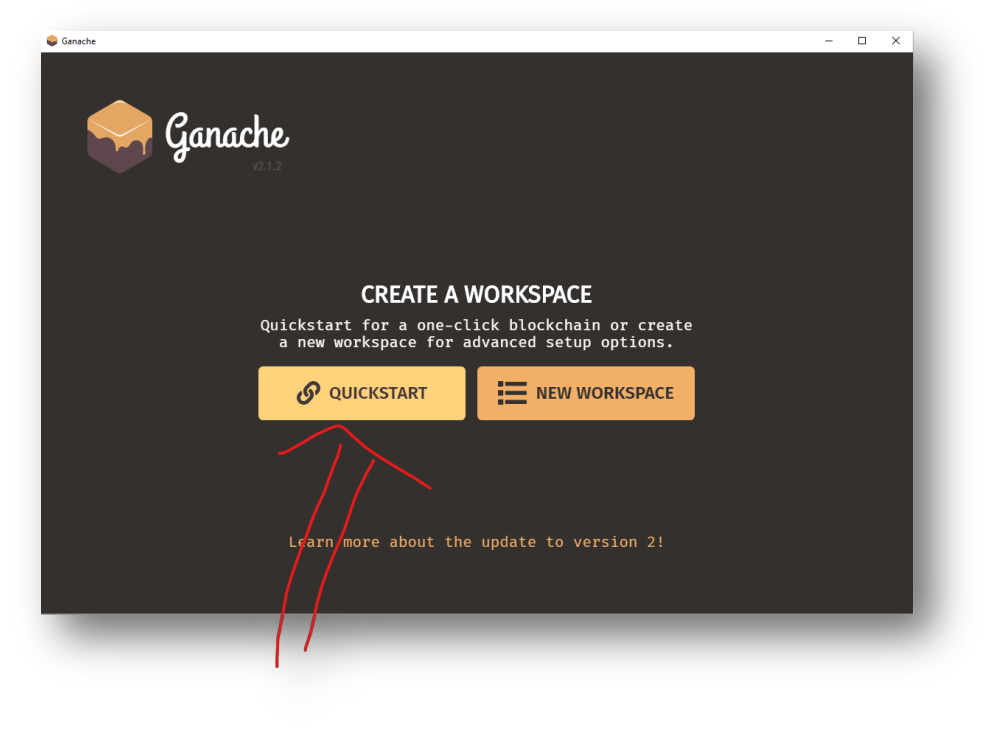 Ganache
Ganache
v2.1.2
CREATE A WORKSPACE
Quickstart for a one-click blockchain or create
a new workspace for advanced setup options.
QUICKSTART
NEW WORKSPACE
Learn more about the update to version 2!